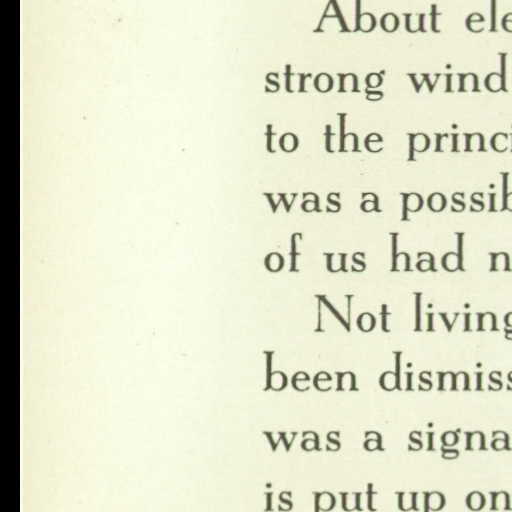 About ele
strong wind
to the princi
was a possib
of us had n
Not living
been dismiss
was a signa
is put up on